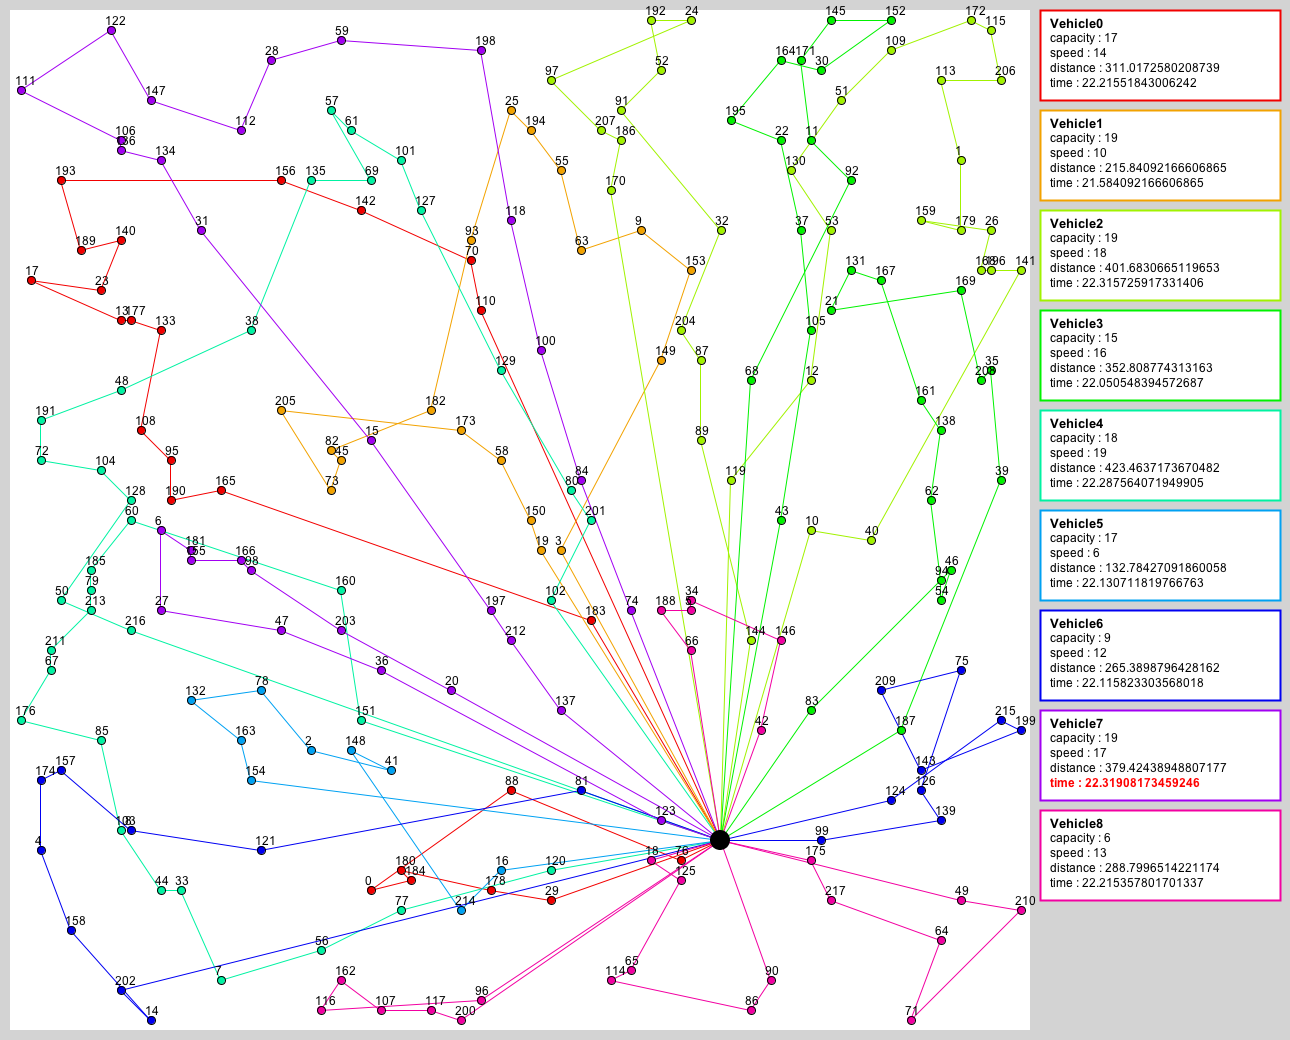 192 24 145 152 172 115
122
59 198 28 109
164 171 30 52 97 113 206
111 147 57 25 91 51
61 194 207 195
112 106 186 22 11
134 101 55 130 1
193 156 135 69 170 92
142 127 118 9 32 37 53 159 179 26
31 93 63
189 140 70
17 23 153 131 167 168 196 141
110 21 169
13 177 133 38 204 105
100 149 87 35
48 129 68 12 208
191 205 182 161
108 15 173 89 138
72 95 82 45 58
104 84 119 39
128 190 165 73 80 62
60 150 201 43
6 10 40
181 19 3
155 166 98 46
185 94
79 160
50 213 27 197 102 74 188 34 54
216 47 203 183
211 36 212 66 144 146
67 75
132 78 20 209
176 151 137 83 215
85 163 42 187 199
2 148
157 41 143
174 154 88 81 126
124
108 123 139
4 121 99
18 76 175
0 180 184 16 120
44 33 178 125
29 49
77 214 217 210
158
56 64
7 162 114 65 90
202
96
14 116 107 117 200 86 71
Vehicle0
capacity : 17
speed : 14
distance : 311.0172580208739
time : 22.21551843006242
Vehicle1
capacity : 19
speed : 10
distance : 215.84092166606865
time : 21.584092166606865
Vehicle2
capacity : 19
speed : 18
distance : 401.6830665119653
time : 22.315725917331406
Vehicle3
capacity : 15
speed : 16
distance : 352.808774313163
time : 22.050548394572687
Vehicle4
capacity : 18
speed : 19
distance : 423.4637173670482
time : 22.287564071949905
Vehicle5
capacity : 17
speed : 6
distance : 132.78427091860058
time : 22.130711819766763
Vehicle6
capacity : 9
speed : 12
distance : 265.3898796428162
time : 22.115823303568018
Vehicle7
capacity : 19
speed : 17
distance : 379.42438948807177
time : 22.31908173459246
Vehicle8
capacity : 6
speed : 13
distance : 288.7996514221174
time : 22.215357801701337